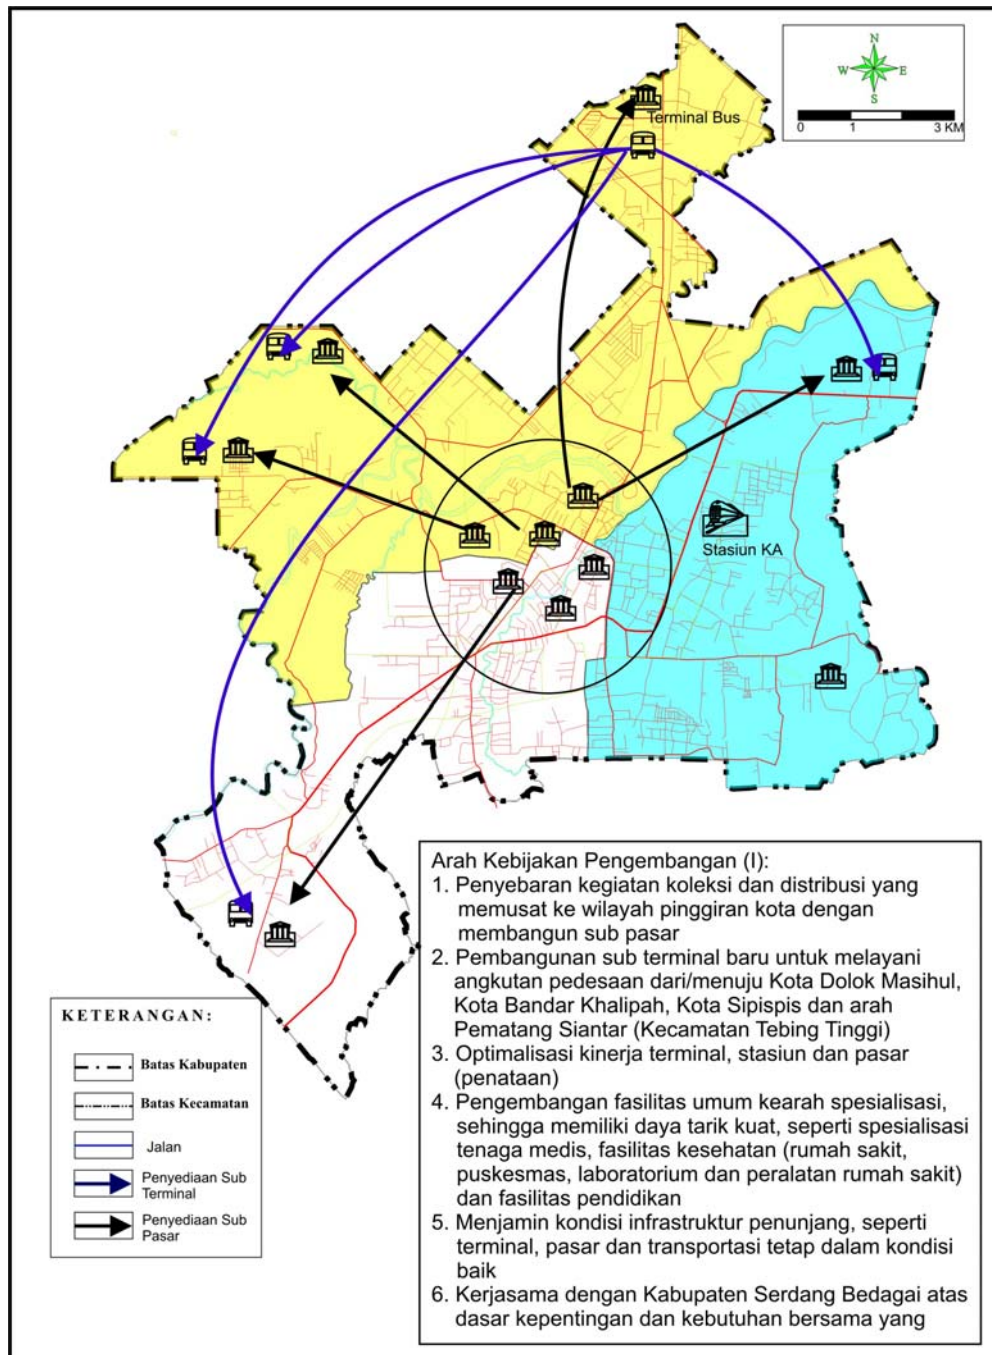 N
W E
S
0 1 3 KM
Terminal Bus
Stasiun KA
Arah Kebijakan Pengembangan (I):
1. Penyebaran kegiatan koleksi dan distribusi yang
memusat ke wilayah pinggiran kota dengan
membangun sub pasar
2. Pembangunan sub terminal baru untuk melayani
angkutan pedesaan dari/menuju Kota Dolok Masihul,
Kota Bandar Khalipah, Kota Sipispis dan arah
Pematang Siantar (Kecamatan Tebing Tinggi)
3. Optimalisasi kinerja terminal, stasiun dan pasar
(penataan)
4. Pengembangan fasilitas umum kearah spesialisasi,
sehingga memiliki daya tarik kuat, seperti spesialisasi
tenaga medis, fasilitas kesehatan (rumah sakit,
puskesmas, laboratorium dan peralatan rumah sakit)
dan fasilitas pendidikan
5. Menjamin kondisi infrastruktur penunjang, seperti
terminal, pasar dan transportasi tetap dalam kondisi
baik
6. Kerjasama dengan Kabupaten Serdang Bedagai atas
dasar kepentingan dan kebutuhan bersama yang
KETERANGAN:
Batas Kabupaten
Batas Kecamatan
Jalan
Penyediaan Sub
Terminal
Penyediaan Sub
Pasar